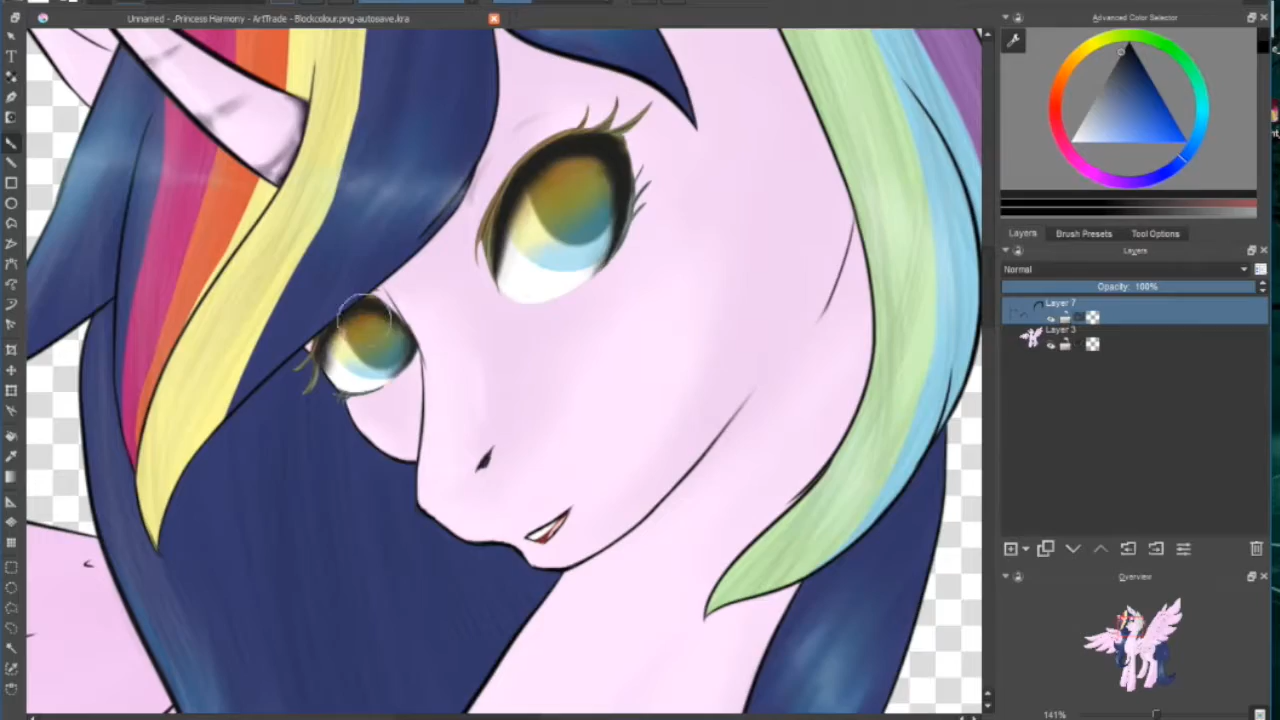 Unnamed - .Princess Harmony - ArtTrade - Blockcolour.png-autosave.kra
Advanced Color Selector
Layers
Brush Presets
Tool Options
Layers
Normal
Opacity: 100%
Layer 7
Layer 3
Overview
141%